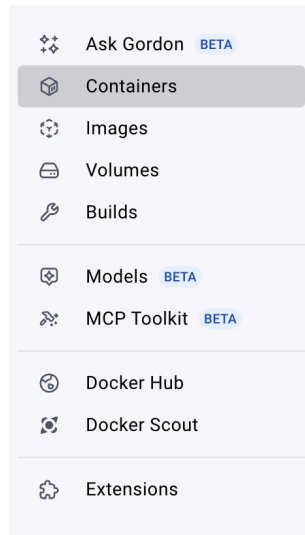 Ask Gordon BETA
Containers
Images
Volumes
Builds
Models BETA
MCP Toolkit BETA
Docker Hub
Docker Scout
Extensions